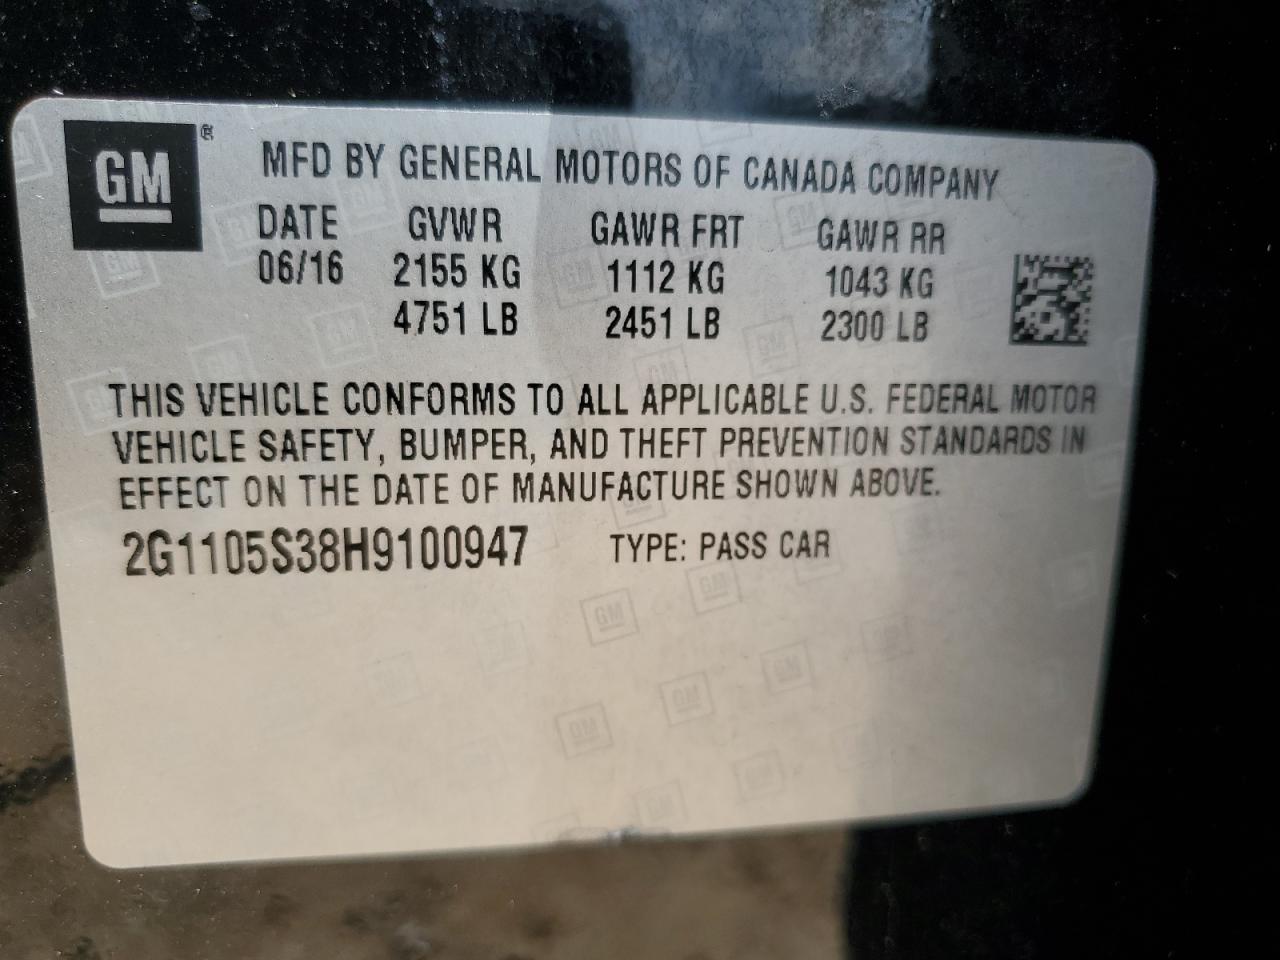 GM ®
MFD BY GENERAL MOTORS OF CANADA COMPANY
DATE GVWR GAWR FRT GAWR RR
06/16 2155 KG 1112 KG 1043 KG
4751 LB 2451 LB 2300 LB
THIS VEHICLE CONFORMS TO ALL APPLICABLE U.S. FEDERAL MOTOR
VEHICLE SAFETY, BUMPER, AND THEFT PREVENTION STANDARDS IN
EFFECT ON THE DATE OF MANUFACTURE SHOWN ABOVE.
2G1105S38H9100947 TYPE: PASS CAR